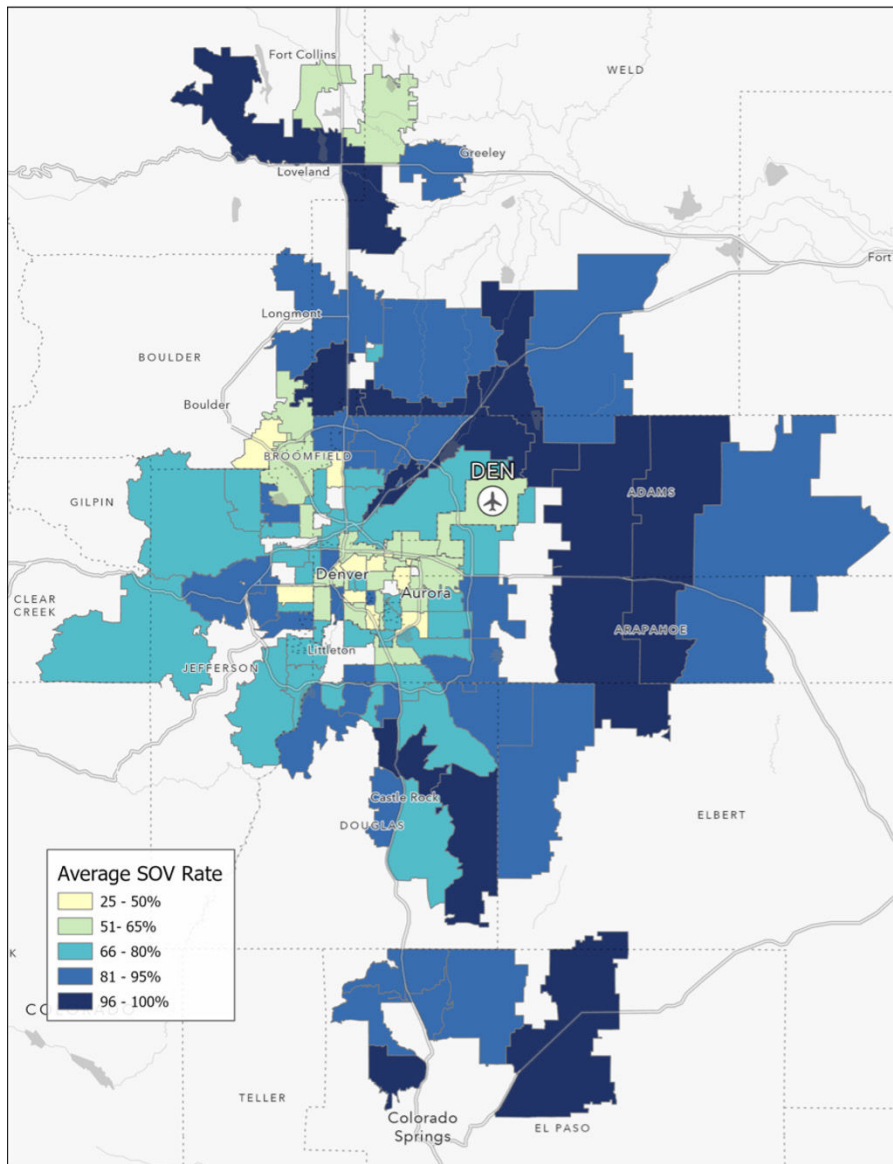 Fort Collins
WELD
Greeley
Loveland
Fort
Longmont
BOULDER
Boulder
BROOMFIELD
DEN
GILPIN
ADAMS
Denver
Aurora
CLEAR
CREEK
ARAPAHOE
Littleton
JEFFERSON
Castle Rock
DOUGLAS
ELBERT
Average SOV Rate
25 - 50%
51- 65%
66 - 80%
81 - 95%
96 - 100%
K
COLORADO
TELLER
Colorado
Springs
EL PASO